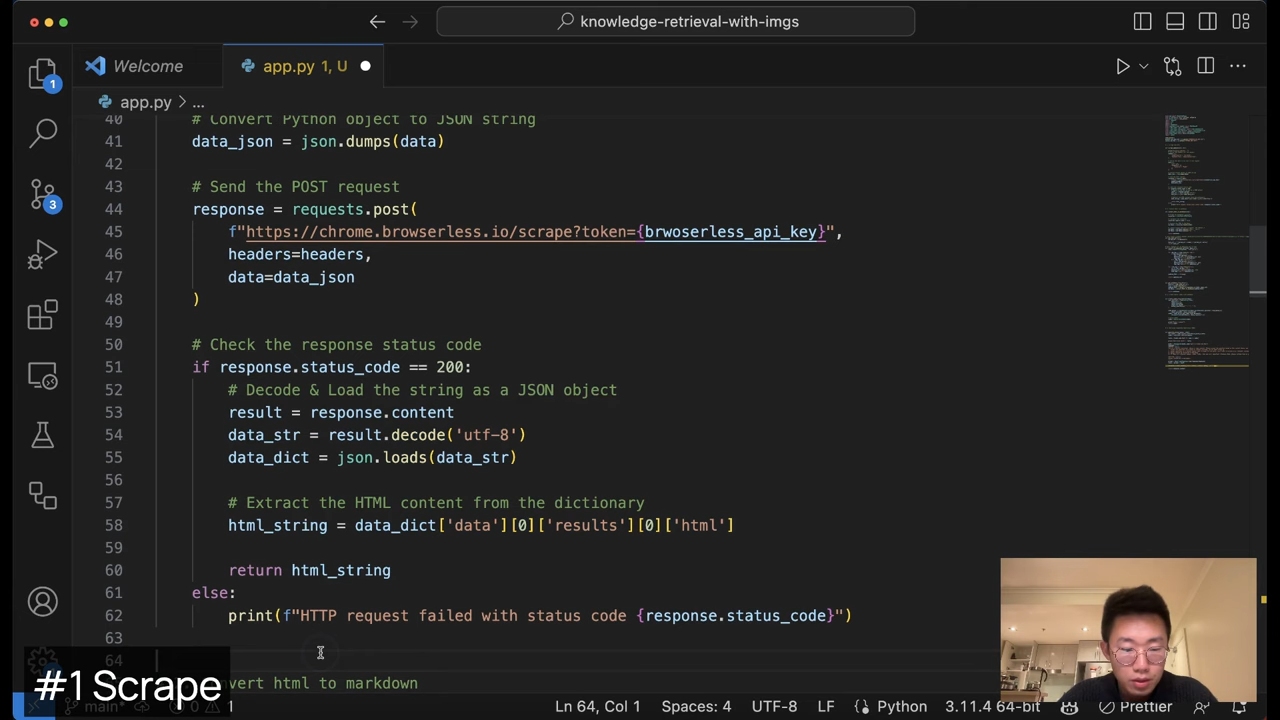 knowledge-retrieval-with-imgs
Welcome
app.py 1, U
app.py > ...
40 # Convert Python object to JSON string
41 data_json = json.dumps(data)
42
43 # Send the POST request
44 response = requests.post(
45 f"https://chrome.browserless.io/scrape?token={brwoserless_api_key}",
46 headers=headers,
47 data=data_json
48 )
49
50 # Check the response status code
51 if response.status_code == 200:
52 # Decode & Load the string as a JSON object
53 result = response.content
54 data_str = result.decode('utf-8')
55 data_dict = json.loads(data_str)
56
57 # Extract the HTML content from the dictionary
58 html_string = data_dict['data'][0]['results'][0]['html']
59
60 return html_string
61 else:
62 print(f"HTTP request failed with status code {response.status_code}")
63
64
vert html to markdown
1
3
#1 Scrape
main*
0
1
Ln 64, Col 1
Spaces: 4
UTF-8
LF
Python
3.11.4 64-bit
Prettier